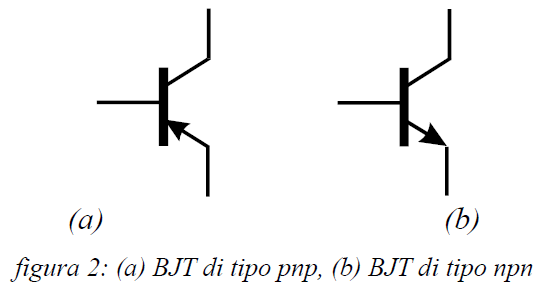 (a) (b)
figura 2: (a) BJT di tipo pnp, (b) BJT di tipo npn